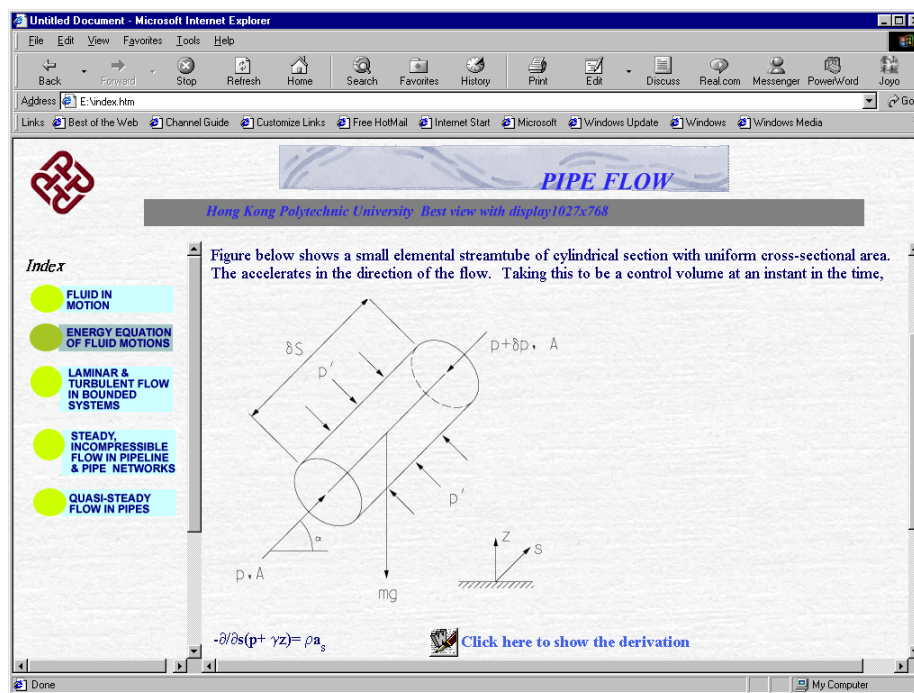 Untitled Document - Microsoft Internet Explorer
File Edit View Favorites Tools Help
Back Forward Stop Refresh Home Search Favorites History Print Edit Discuss Real.com Messenger PowerWord Joyo
Address E:\index.htm Go
Links Best of the Web Channel Guide Customize Links Free HotMail Internet Start Microsoft Windows Update Windows Windows Media
PIPE FLOW
Hong Kong Polytechnic University Best view with display1027x768
Index
FLUID IN
MOTION
ENERGY EQUATION
OF FLUID MOTIONS
LAMINAR &
TURBULENT FLOW
IN BOUNDED
SYSTEMS
STEADY,
INCOMPRESSIBLE
FLOW IN PIPELINE
& PIPE NETWORKS
QUASI-STEADY
FLOW IN PIPES
Figure below shows a small elemental streamtube of cylindrical section with uniform cross-sectional area.
The accelerates in the direction of the flow. Taking this to be a control volume at an instant in the time,
δS
p'
p+δp, A
p'
α
p,A
mg
Z
S
-∂/∂s(p+ γz)= ρaₛ
Click here to show the derivation
Done My Computer